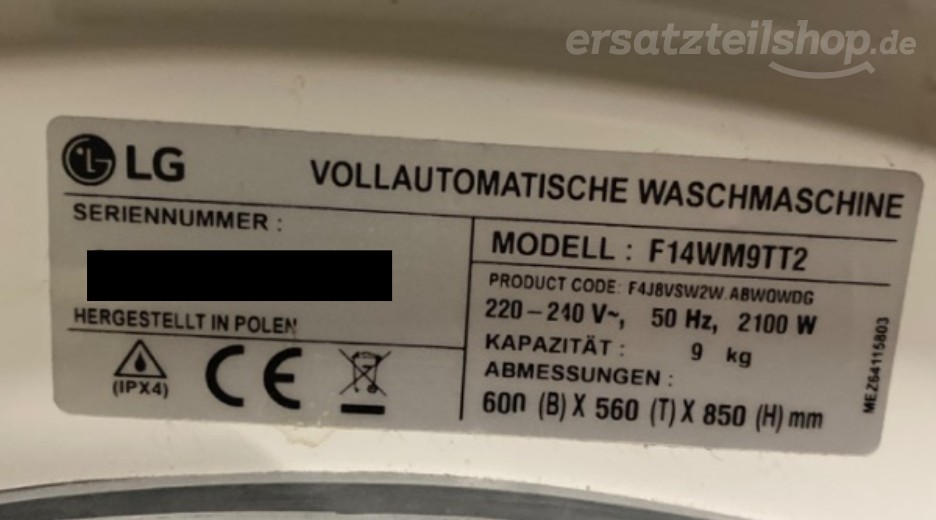 ersatzteilshop.de
LG
VOLLAUTOMATISCHE WASCHMASCHINE
SERIENNUMMER :
HERGESTELLT IN POLEN
(IPX4)
CE
MODELL : F14WM9TT2
PRODUCT CODE: F4J8VSW2W.ABWQWDG
220-240 V~, 50 Hz, 2100 W
KAPAZITÄT : 9 kg
ABMESSUNGEN :
600 (B) X 560 (T) X 850 (H) mm
MEZ64115803